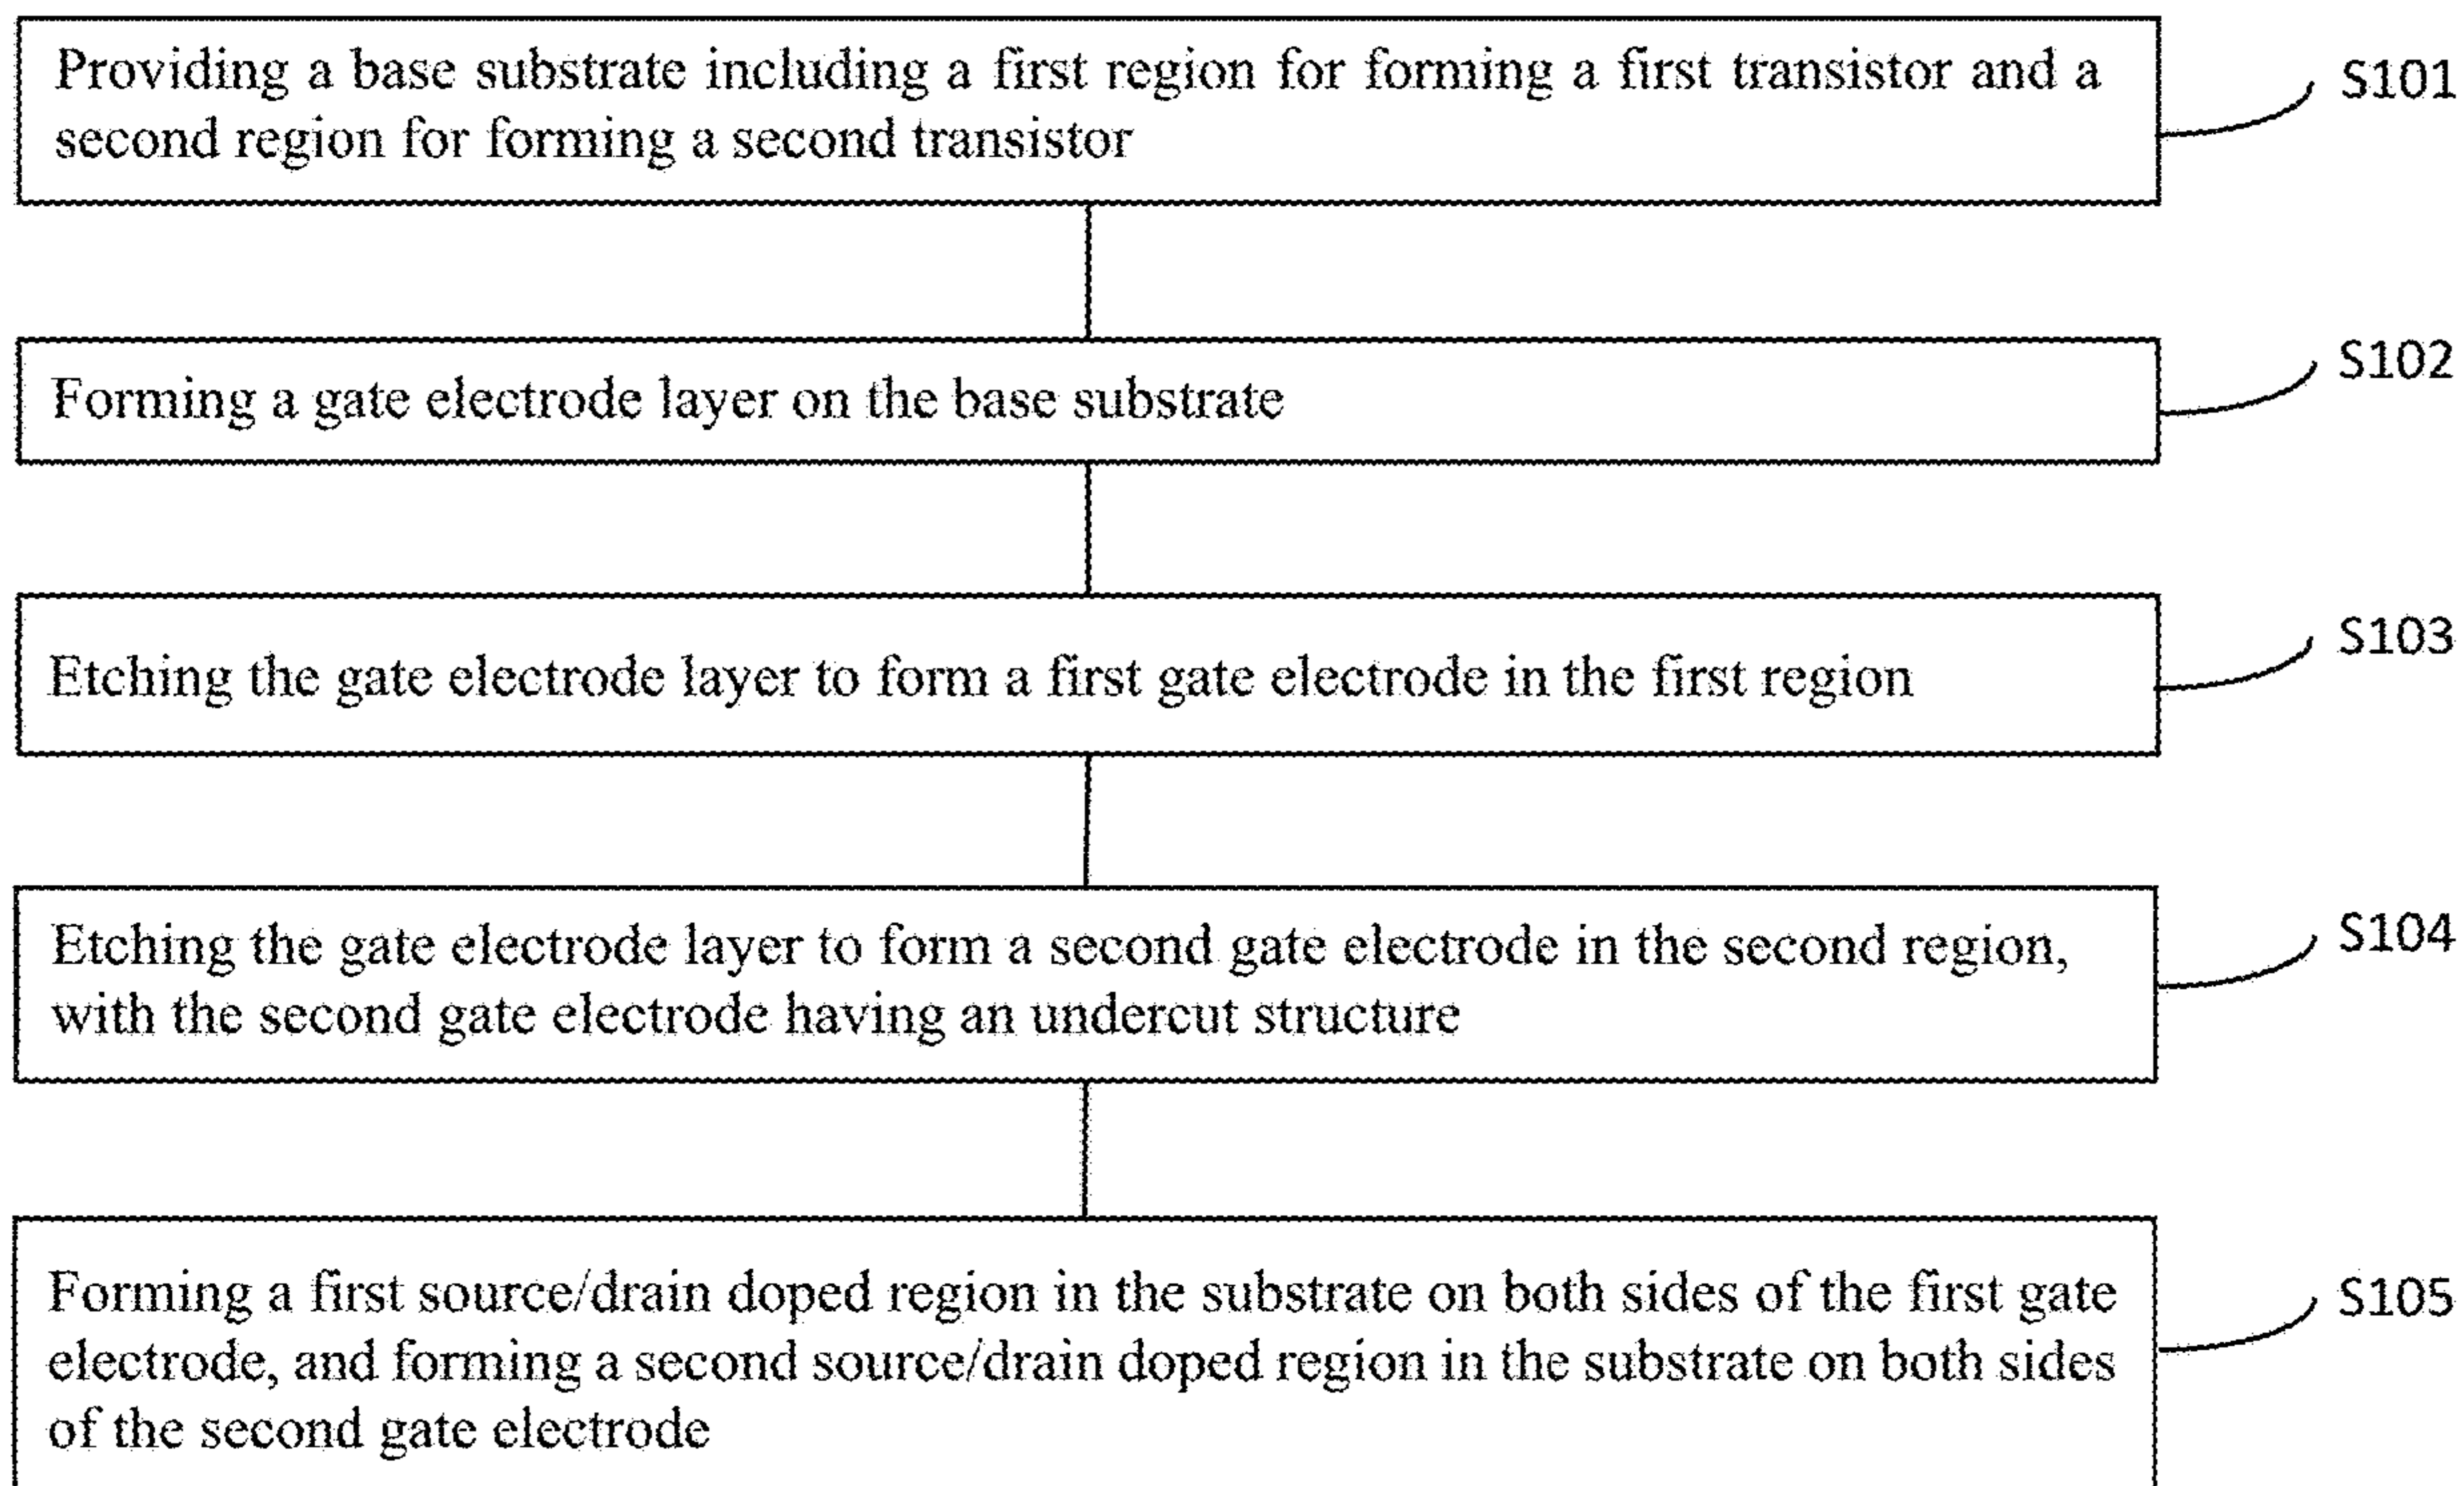 Providing a base substrate including a first region for forming a first transistor and a
second region for forming a second transistor
S101
Forming a gate electrode layer on the base substrate
S102
Etching the gate electrode layer to form a first gate electrode in the first region
S103
Etching the gate electrode layer to form a second gate electrode in the second region,
with the second gate electrode having an undercut structure
S104
Forming a first source/drain doped region in the substrate on both sides of the first gate
electrode, and forming a second source/drain doped region in the substrate on both sides
of the second gate electrode
S105